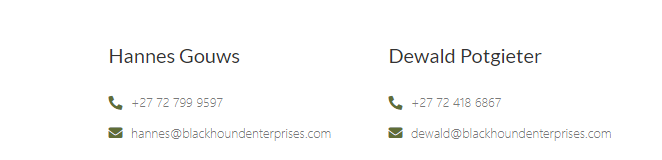 Hannes Gouws
+27 72 799 9597
hannes@blackhoundenterprises.com
Dewald Potgieter
+27 72 418 6867
dewald@blackhoundenterprises.com